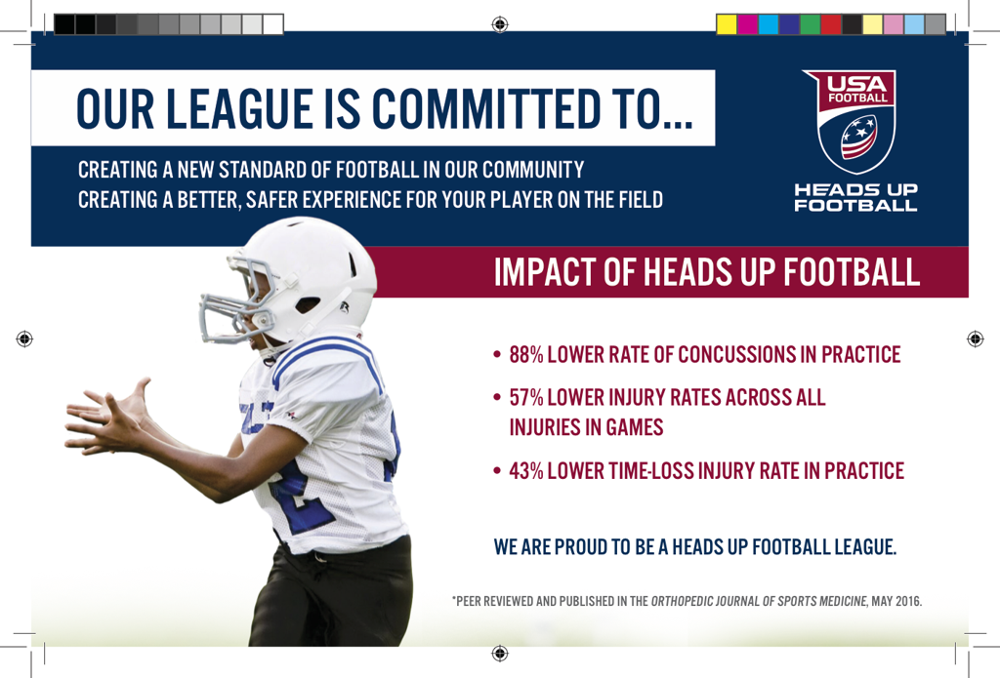 OUR LEAGUE IS COMMITTED TO...
USA
FOOTBALL
CREATING A NEW STANDARD OF FOOTBALL IN OUR COMMUNITY
CREATING A BETTER, SAFER EXPERIENCE FOR YOUR PLAYER ON THE FIELD
HEADS UP
FOOTBALL
IMPACT OF HEADS UP FOOTBALL
• 88% LOWER RATE OF CONCUSSIONS IN PRACTICE
• 57% LOWER INJURY RATES ACROSS ALL
INJURIES IN GAMES
• 43% LOWER TIME-LOSS INJURY RATE IN PRACTICE
WE ARE PROUD TO BE A HEADS UP FOOTBALL LEAGUE.
*PEER REVIEWED AND PUBLISHED IN THE ORTHOPEDIC JOURNAL OF SPORTS MEDICINE, MAY 2016.
2